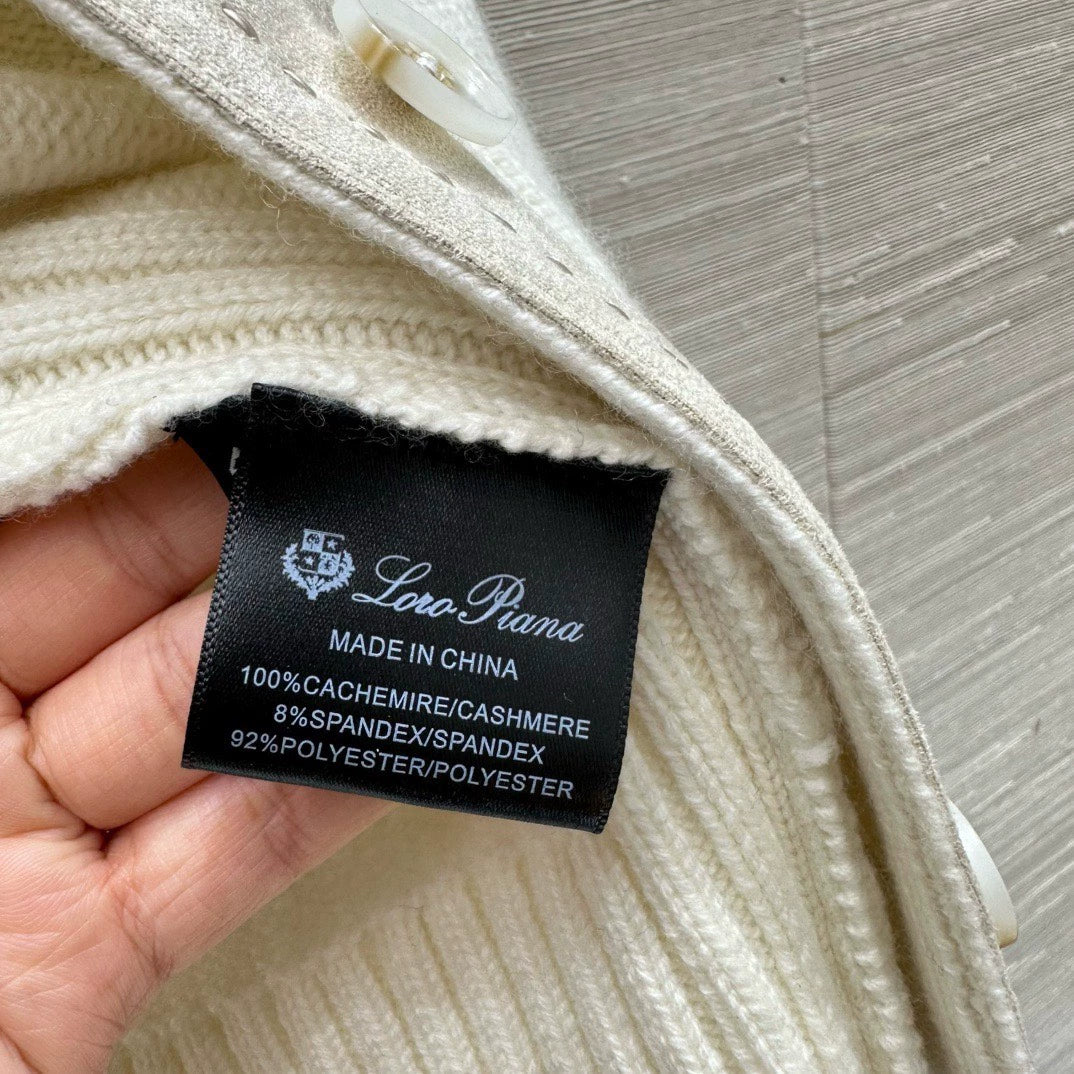 Loro Piana
MADE IN CHINA
100%CACHEMIRE/CASHMERE
8%SPANDEX/SPANDEX
92%POLYESTER/POLYESTER